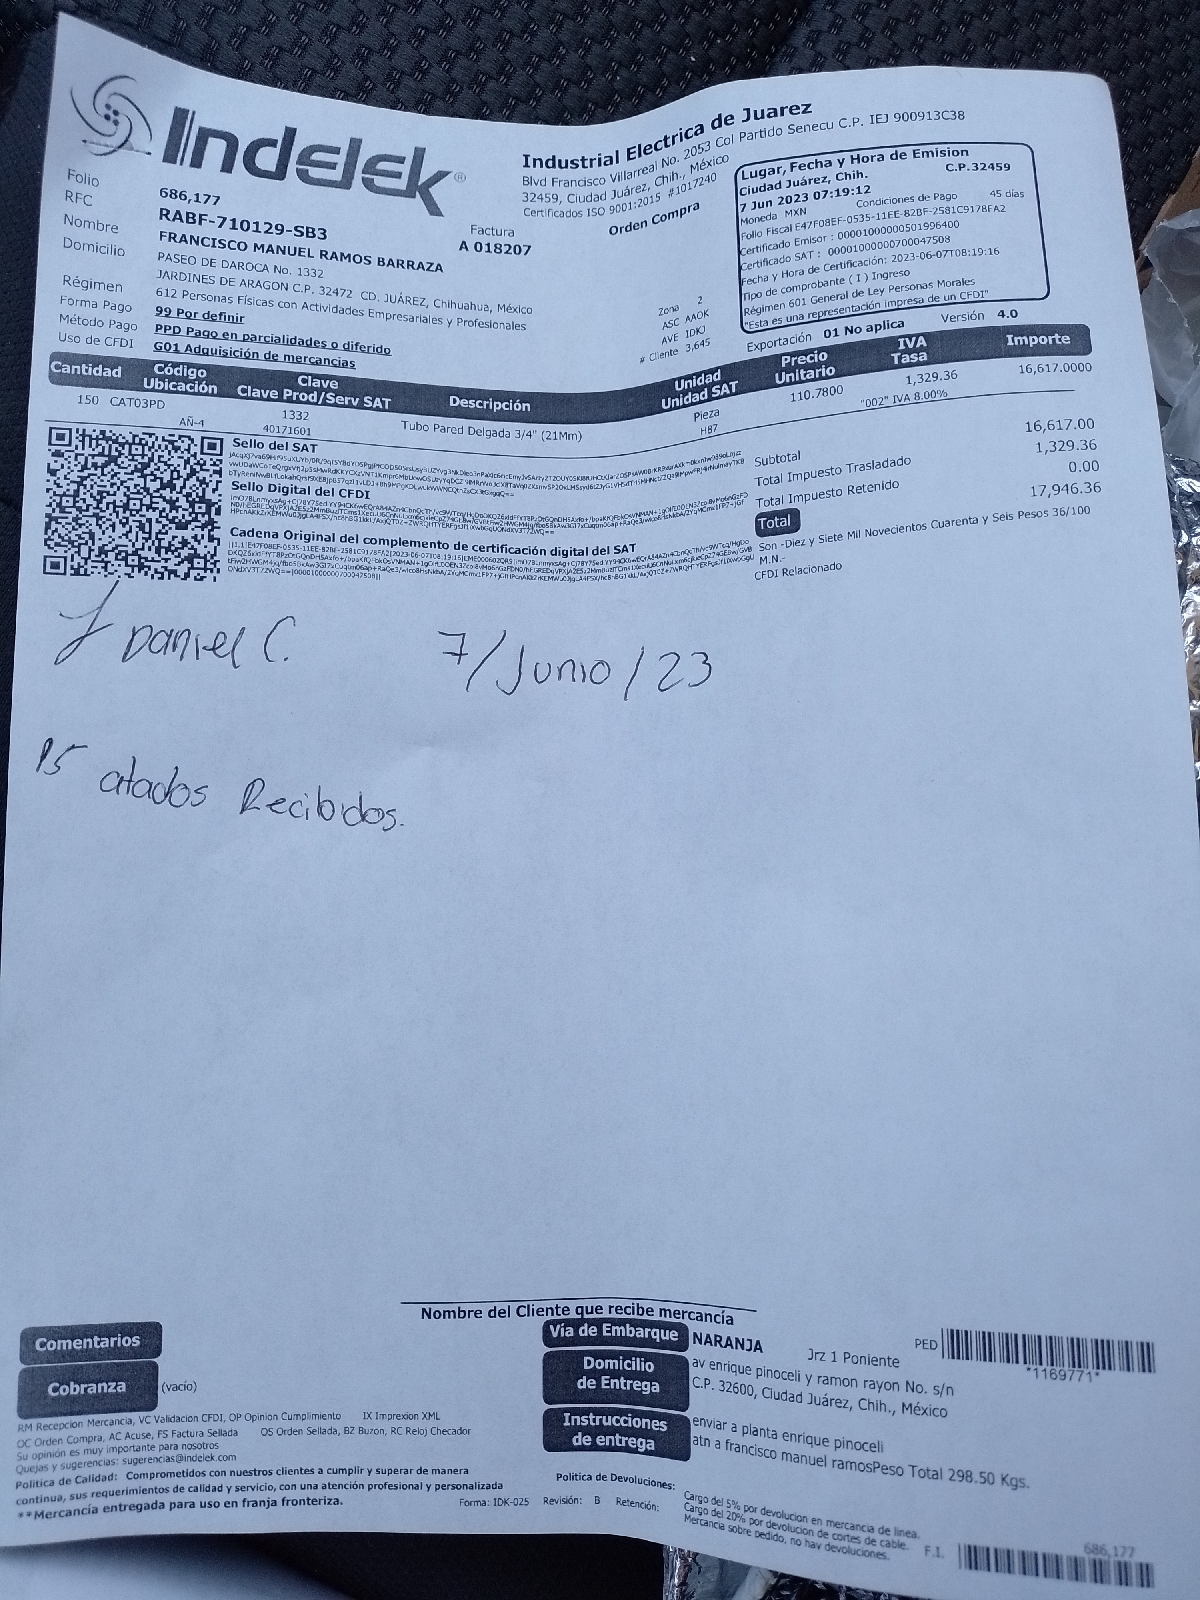 Indelek®
Industrial Electrica de Juarez
Blvd Francisco Villarreal No. 2053 Col Partido Senecu C.P. IEJ 900913C38
32459, Ciudad Juárez, Chih., México
Certificados ISO 9001:2015 #1017240
Orden Compra
Folio 686,177
RFC RABF-710129-SB3
Factura
A 018207
Nombre FRANCISCO MANUEL RAMOS BARRAZA
Domicilio PASEO DE DAROCA No. 1332
JARDINES DE ARAGON C.P. 32472 CD. JUÁREZ, Chihuahua, México
Régimen 612 Personas Físicas con Actividades Empresariales y Profesionales
Forma Pago 99 Por definir
Método Pago PPD Pago en parcialidades o diferido
Uso de CFDI G01 Adquisición de mercancias
Lugar, Fecha y Hora de Emision
Ciudad Juárez, Chih. C.P.32459
7 Jun 2023 07:19:12
Moneda MXN Condiciones de Pago 45 dias
Folio Fiscal E47F08EF-0535-11EE-82BF-2581C9178FA2
Certificado Emisor : 00001000000501996400
Certificado SAT : 00001000000700047508
Fecha y Hora de Certificación: 2023-06-07T08:19:16
Tipo de comprobante ( I ) Ingreso
Régimen 601 General de Ley Personas Morales
"Esta es una representación impresa de un CFDI"
Zona 2
ASC AAOK
AVE 1DKJ
# Cliente 3,645
Exportación 01 No aplica Versión 4.0
Cantidad Código Ubicación Clave Clave Prod/Serv SAT Descripción Unidad Unidad SAT Precio Unitario IVA Tasa Importe
150 CAT03PD 1332 Tubo Pared Delgada 3/4" (21Mm) Pieza 110.7800 1,329.36 16,617.0000
AÑ-4 40171601 H87 "002" IVA 8.00%
Sello del SAT
Sello Digital del CFDI
Cadena Original del complemento de certificación digital del SAT
Subtotal 16,617.00
Total Impuesto Trasladado 1,329.36
Total Impuesto Retenido 0.00
Total 17,946.36
Son -Diez y Siete Mil Novecientos Cuarenta y Seis Pesos 36/100
M.N.-
CFDI Relacionado
Daniel C. 7/Junio/23
15 atados Recibidos.
Nombre del Cliente que recibe mercancía
Comentarios
Cobranza (vacio)
Vía de Embarque NARANJA Jrz 1 Poniente
PED
*1169771*
Domicilio de Entrega av enrique pinoceli y ramon rayon No. s/n
C.P. 32600, Ciudad Juárez, Chih., México
Instrucciones de entrega enviar a planta enrique pinoceli
atn a francisco manuel ramosPeso Total 298.50 Kgs.
RM Recepcion Mercancia, VC Validacion CFDI, OP Opinion Cumplimiento IX Imprexion XML
OC Orden Compra, AC Acuse, FS Factura Sellada OS Orden Sellada, BZ Buzon, RC Reloj Checador
Su opinión es muy importante para nosotros
Quejas y sugerencias: sugerencias@indelek.com
Politica de Calidad: Comprometidos con nuestros clientes a cumplir y superar de manera
continua, sus requerimientos de calidad y servicio, con una atención profesional y personalizada
**Mercancía entregada para uso en franja fronteriza.
Forma: IDK-025 Revisión: B Retención:
Politica de Devoluciones:
Cargo del 5% por devolucion en mercancia de linea.
Cargo del 20% por devolucion de cortes de cable.
Mercancia sobre pedido, no hay devoluciones.
F.I.
686,177